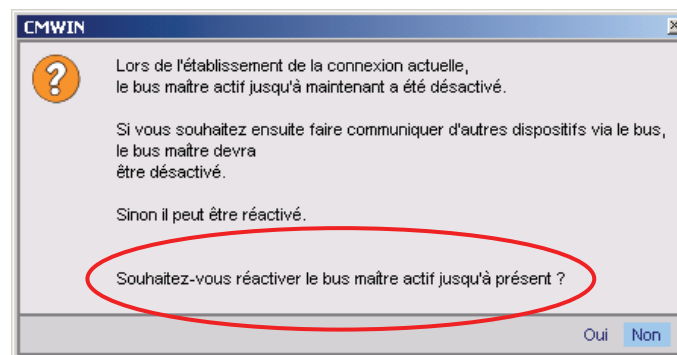 CMWIN
Lors de l'établissement de la connexion actuelle,
le bus maître actif jusqu'à maintenant a été désactivé.
Si vous souhaitez ensuite faire communiquer d'autres dispositifs via le bus,
le bus maître devra
être désactivé.
Sinon il peut être réactivé.
Souhaitez-vous réactiver le bus maître actif jusqu'à présent ?
Oui Non